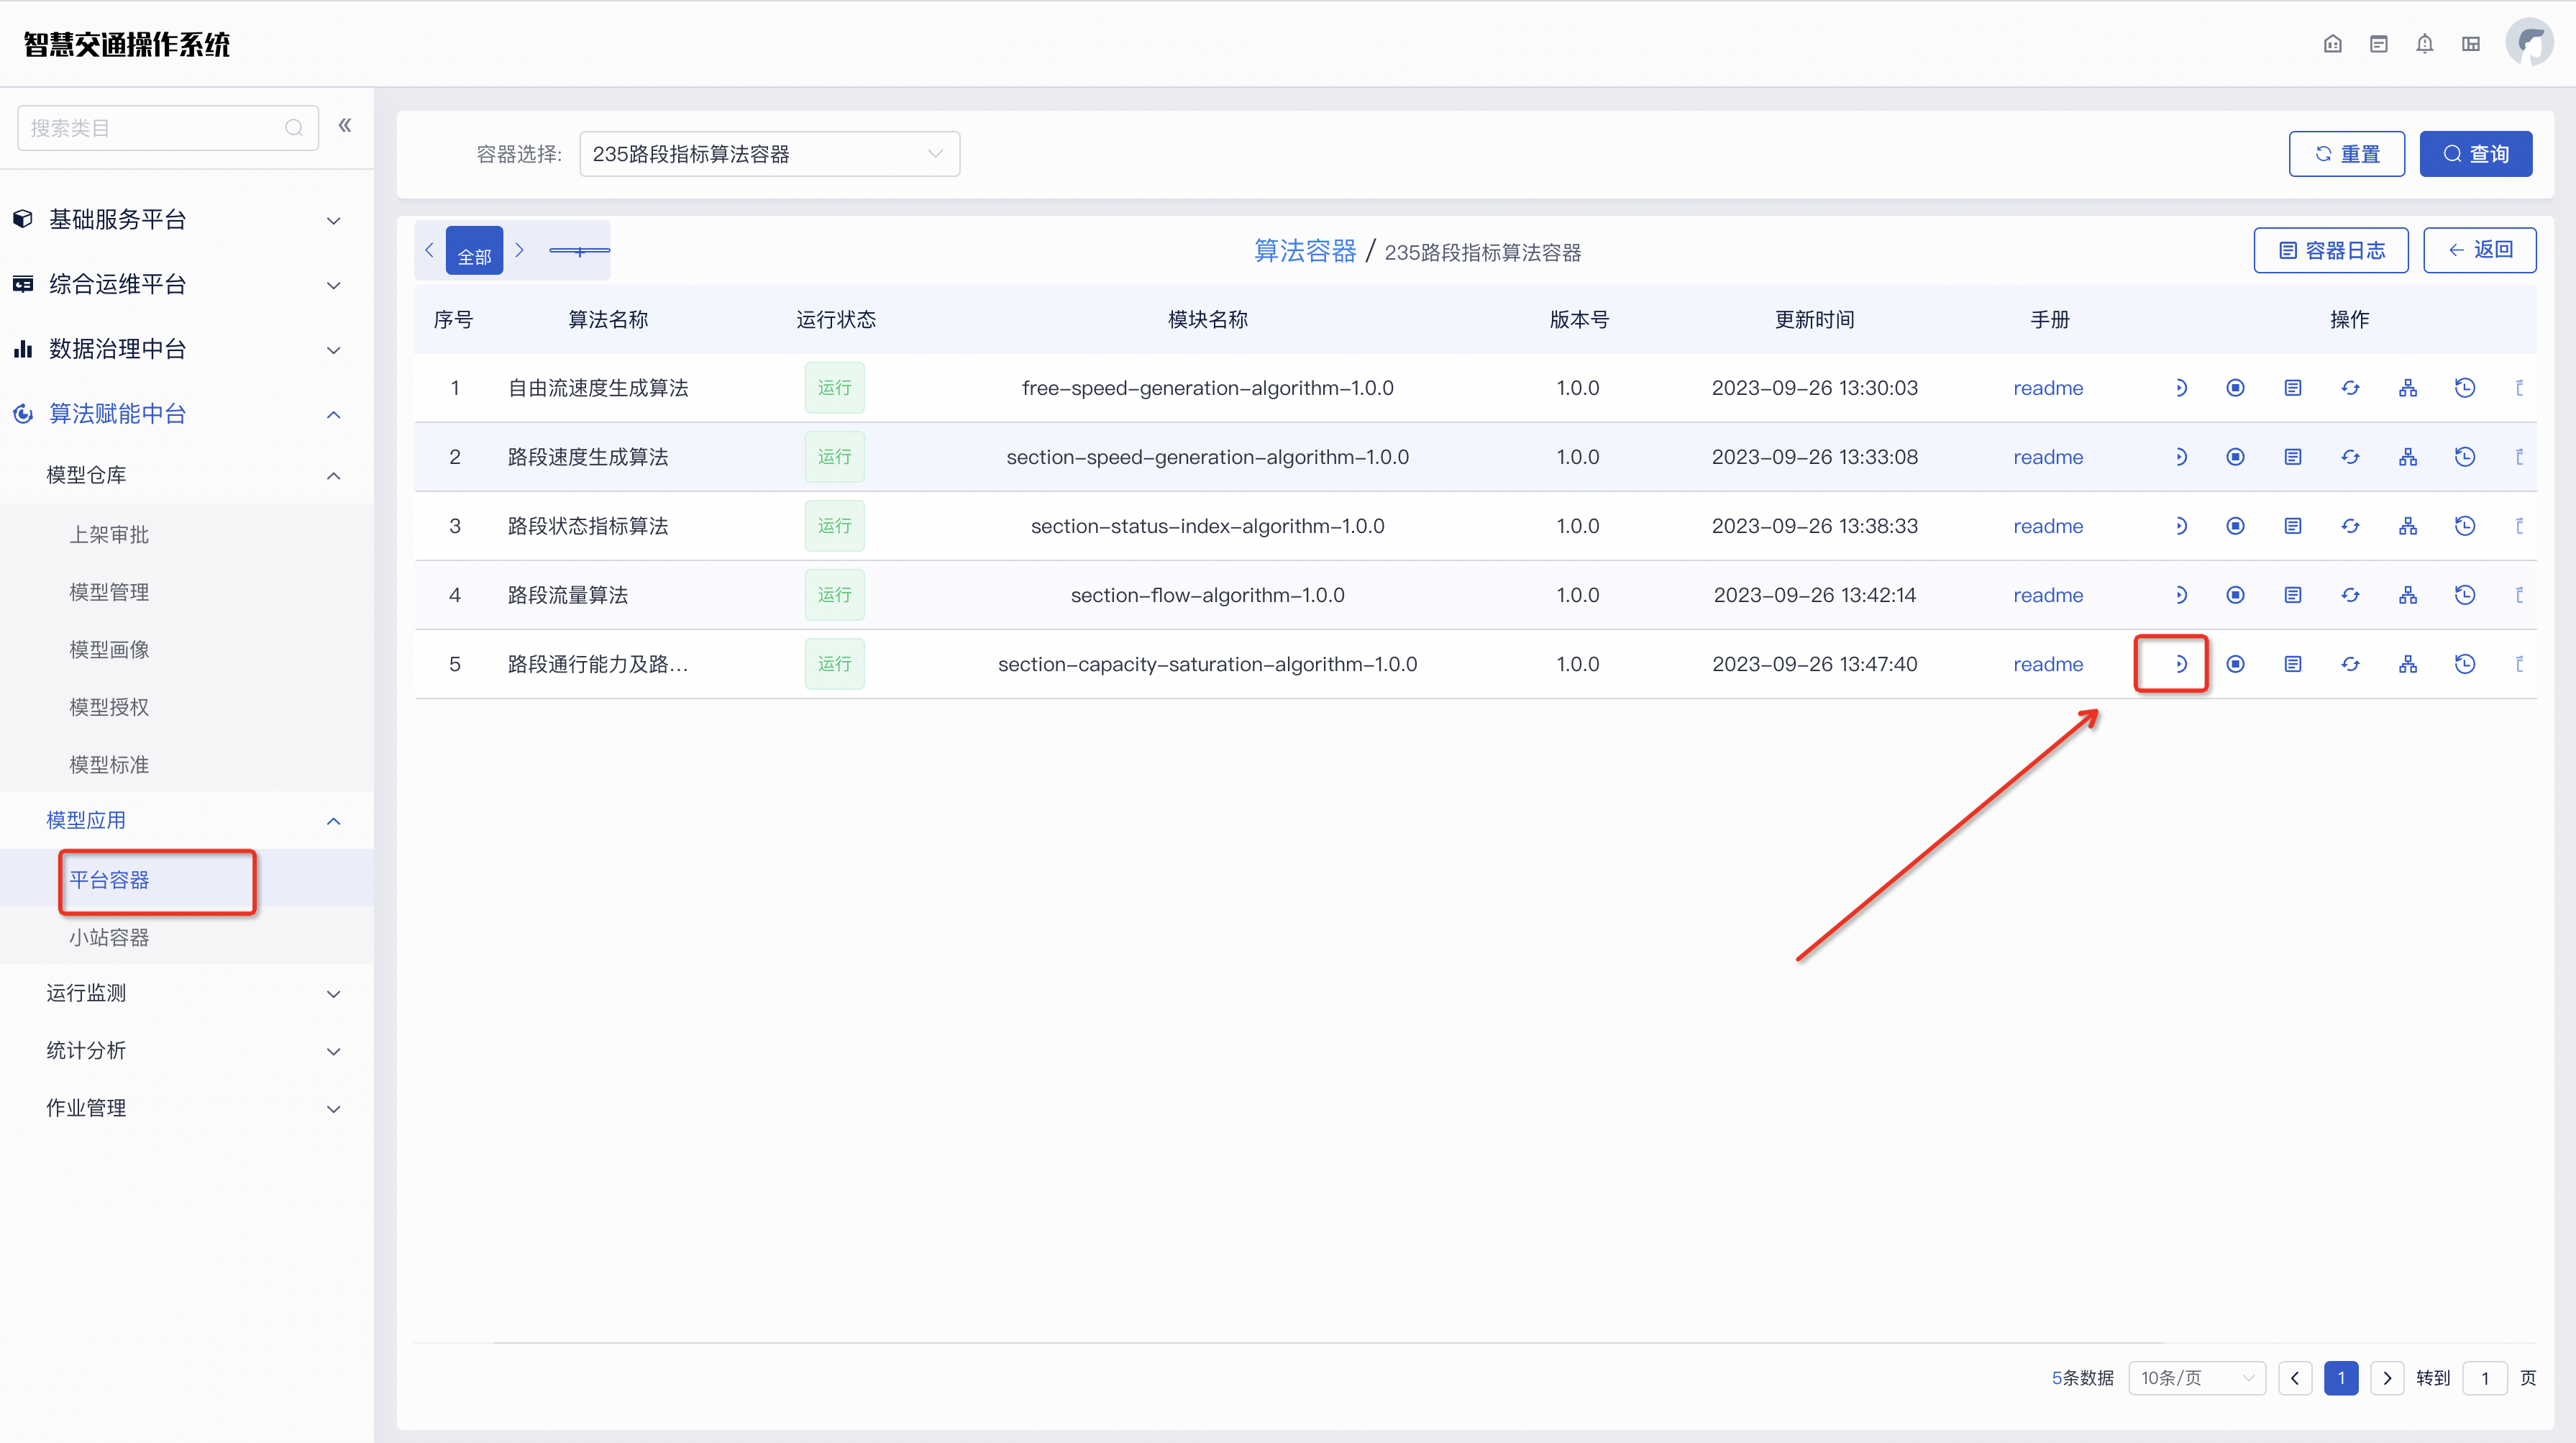 智慧交通操作系统
搜索类目
基础服务平台
综合运维平台
数据治理中台
算法赋能中台
模型仓库
上架审批
模型管理
模型画像
模型授权
模型标准
模型应用
平台容器
小站容器
运行监测
统计分析
作业管理
容器选择: 235路段指标算法容器 重置 查询
全部 算法容器 / 235路段指标算法容器 容器日志 返回
序号 算法名称 运行状态 模块名称 版本号 更新时间 手册 操作
1 自由流速度生成算法 运行 free-speed-generation-algorithm-1.0.0 1.0.0 2023-09-26 13:30:03 readme
2 路段速度生成算法 运行 section-speed-generation-algorithm-1.0.0 1.0.0 2023-09-26 13:33:08 readme
3 路段状态指标算法 运行 section-status-index-algorithm-1.0.0 1.0.0 2023-09-26 13:38:33 readme
4 路段流量算法 运行 section-flow-algorithm-1.0.0 1.0.0 2023-09-26 13:42:14 readme
5 路段通行能力及路... 运行 section-capacity-saturation-algorithm-1.0.0 1.0.0 2023-09-26 13:47:40 readme
5条数据 10条/页 1 转到 1 页